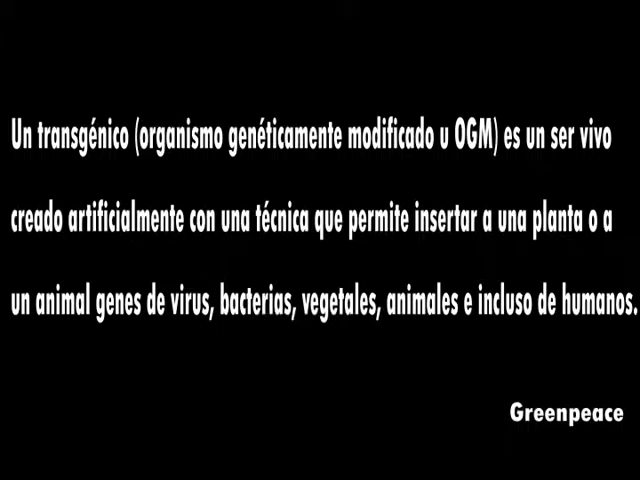 Un transgénico (organismo genéticamente modificado u OGM) es un ser vivo
creado artificialmente con una técnica que permite insertar a una planta o a
un animal genes de virus, bacterias, vegetales, animales e incluso de humanos.
Greenpeace